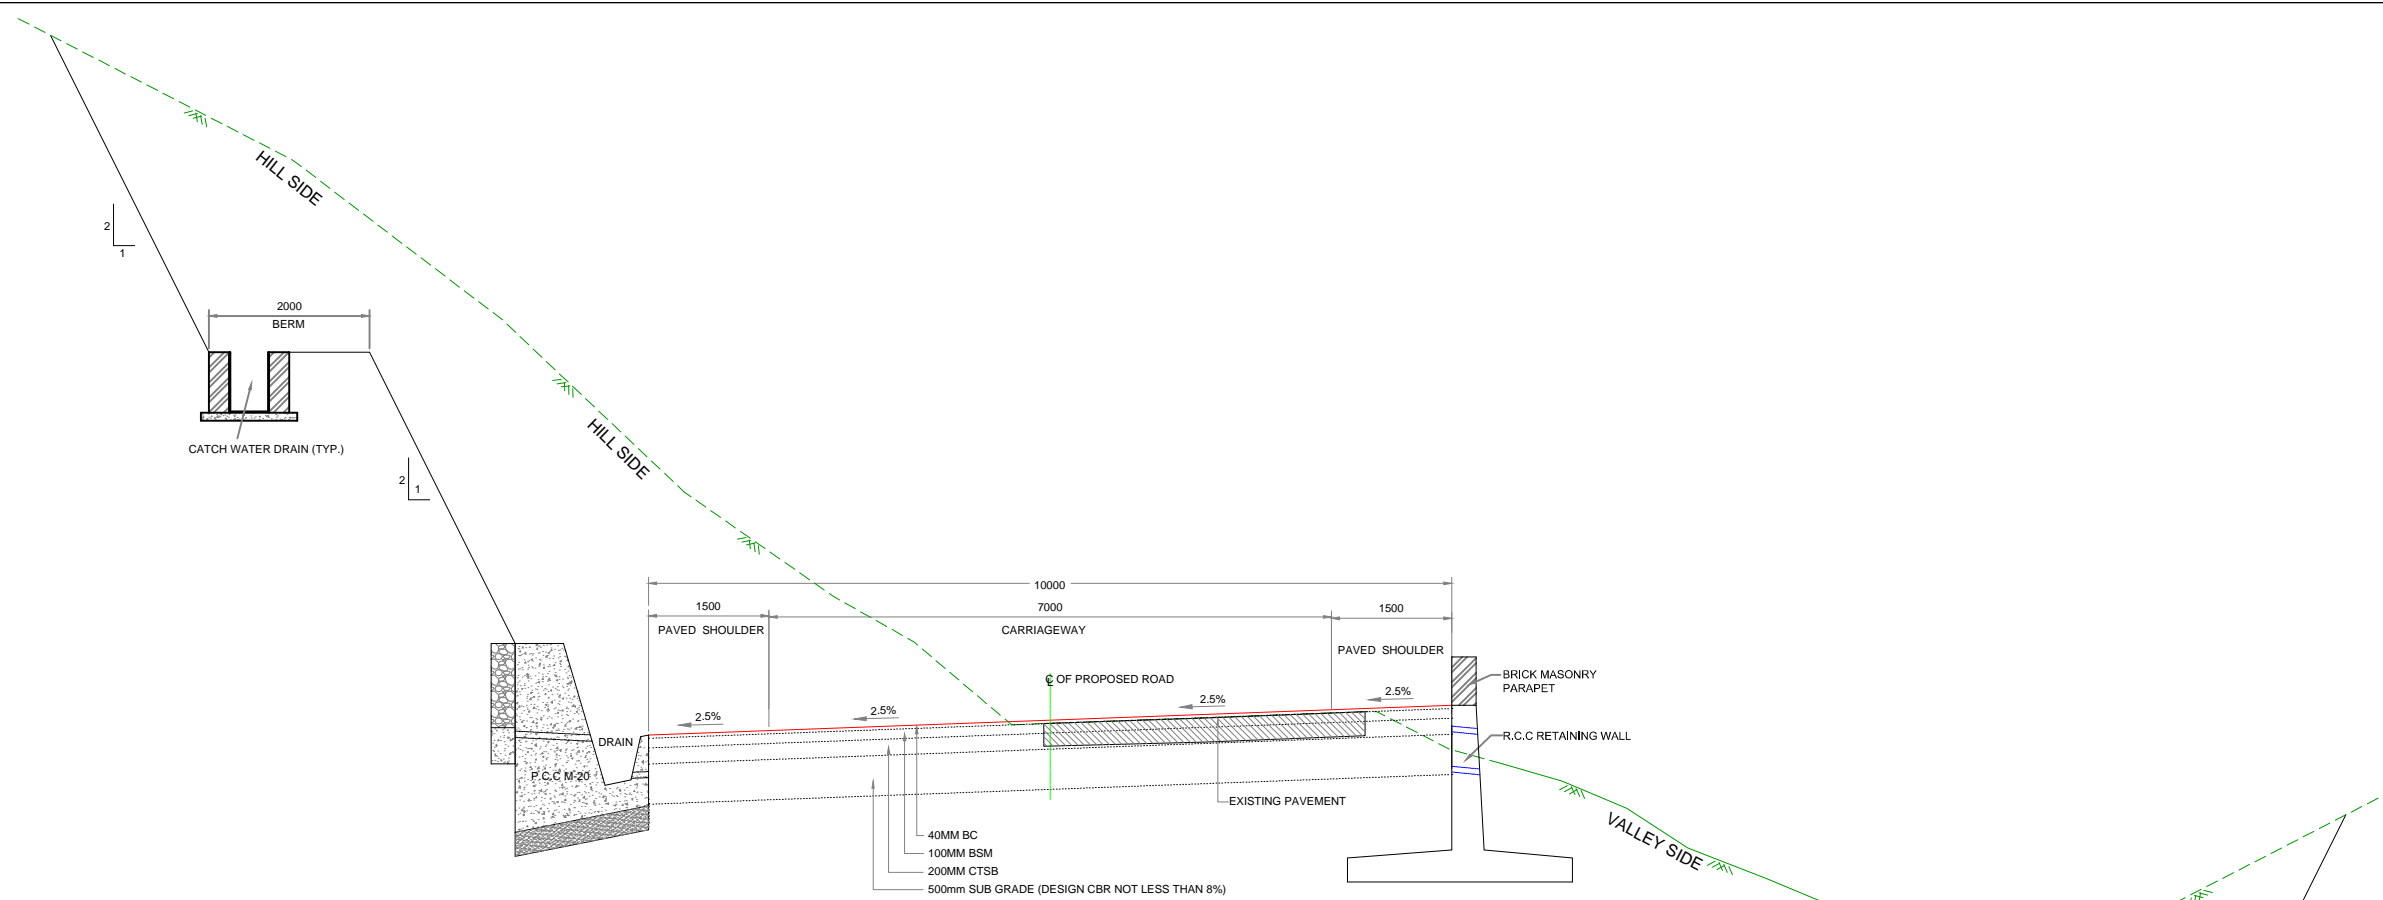 HILL SIDE
2
1
2000
BERM
CATCH WATER DRAIN (TYP.)
HILL SIDE
2
1
10000
1500
7000
1500
PAVED SHOULDER
CARRIAGEWAY
PAVED SHOULDER
℄ OF PROPOSED ROAD
BRICK MASONRY
PARAPET
2.5%
2.5%
2.5%
2.5%
DRAIN
R.C.C RETAINING WALL
P.C.C M-20
EXISTING PAVEMENT
VALLEY SIDE
40MM BC
100MM BSM
200MM CTSB
500mm SUB GRADE (DESIGN CBR NOT LESS THAN 8%)